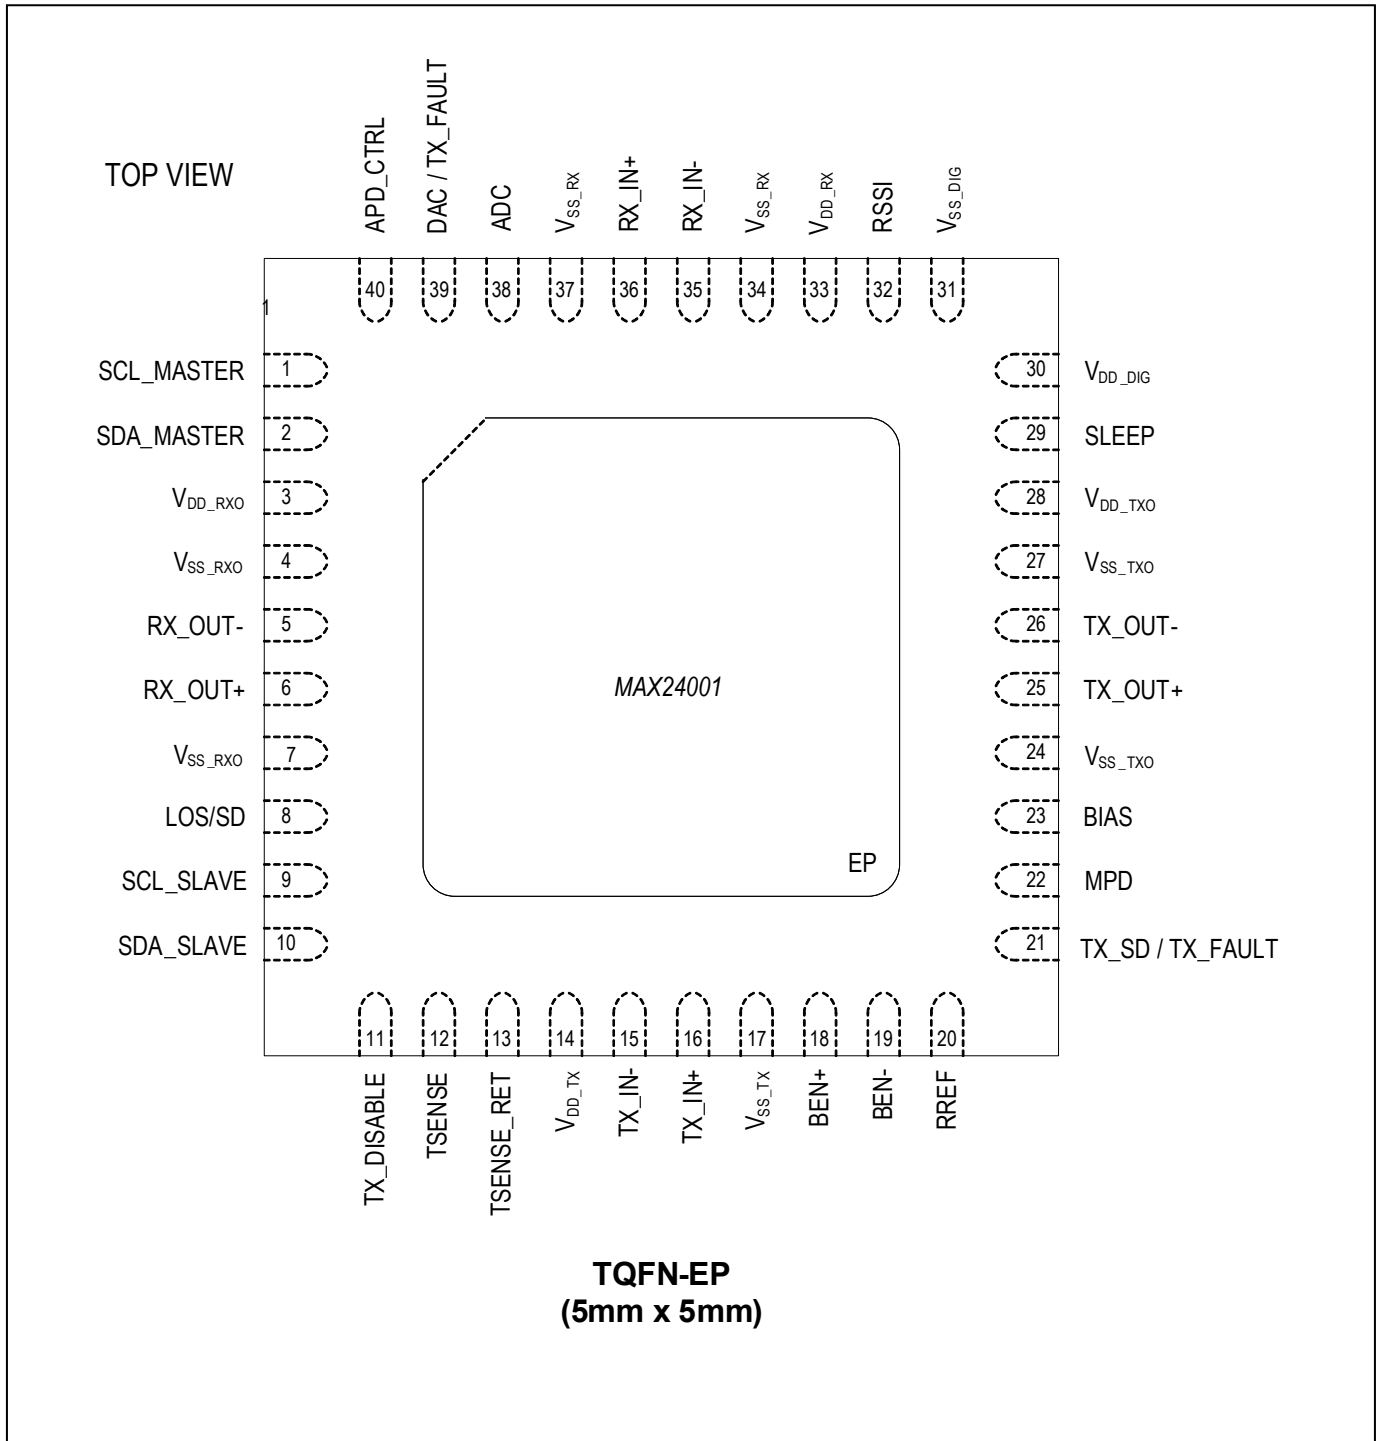 TOP VIEW
APD_CTRL
DAC / TX_FAULT
ADC
VSS_RX
RX_IN+
RX_IN-
VSS_RX
VDD_RX
RSSI
VSS_DIG
40 39 38 37 36 35 34 33 32 31
1
SCL_MASTER 1
SDA_MASTER 2
VDD_RXO 3
VSS_RXO 4
RX_OUT- 5
RX_OUT+ 6
VSS_RXO 7
LOS/SD 8
SCL_SLAVE 9
SDA_SLAVE 10
MAX24001
EP
30 VDD_DIG
29 SLEEP
28 VDD_TXO
27 VSS_TXO
26 TX_OUT-
25 TX_OUT+
24 VSS_TXO
23 BIAS
22 MPD
21 TX_SD / TX_FAULT
11 12 13 14 15 16 17 18 19 20
TX_DISABLE
TSENSE
TSENSE_RET
VDD_TX
TX_IN-
TX_IN+
VSS_TX
BEN+
BEN-
RREF
TQFN-EP
(5mm x 5mm)